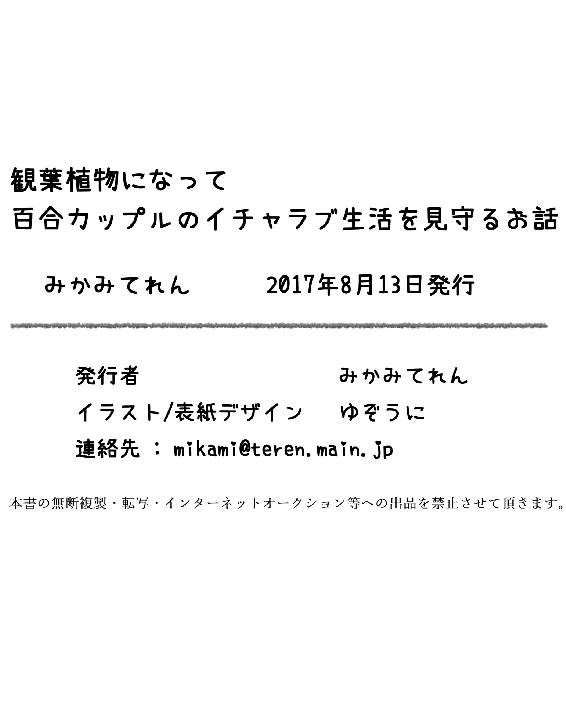 観葉植物になって
百合カップルのイチャラブ生活を見守るお話
みかみてれん 2017年8月13日発行
発行者 みかみてれん
イラスト/表紙デザイン ゆぞうに
連絡先 : mikami@teren.main.jp
本書の無断複製・転写・インターネットオークション等への出品を禁止させて頂きます。